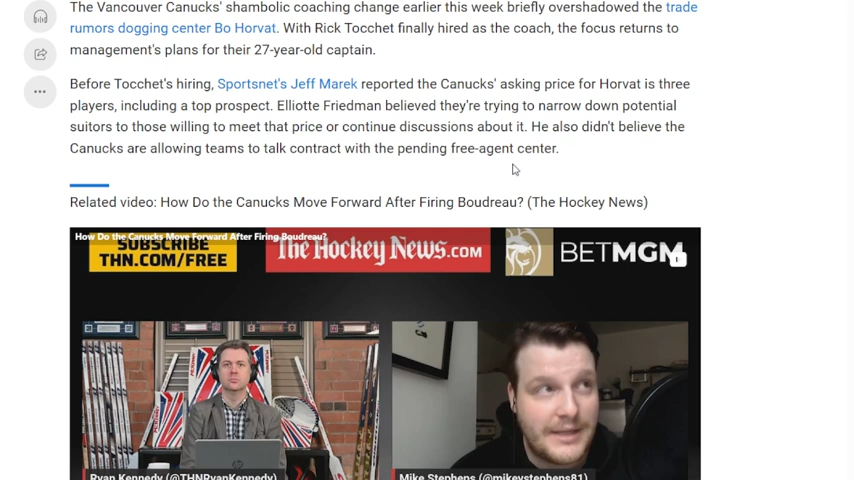 The Vancouver Canucks' shambolic coaching change earlier this week briefly overshadowed the trade
rumors dogging center Bo Horvat. With Rick Tocchet finally hired as the coach, the focus returns to
management's plans for their 27-year-old captain.
Before Tocchet's hiring, Sportsnet's Jeff Marek reported the Canucks' asking price for Horvat is three
players, including a top prospect. Elliotte Friedman believed they're trying to narrow down potential
suitors to those willing to meet that price or continue discussions about it. He also didn't believe the
Canucks are allowing teams to talk contract with the pending free-agent center.
Related video: How Do the Canucks Move Forward After Firing Boudreau? (The Hockey News)
How Do the Canucks Move Forward After Firing Boudreau?
SUBSCRIBE
THN.COM/FREE
The Hockey News.com
BETMGM
Ryan Kennedy (@THNRyanKennedy)
Mike Stephens (@mikeystephens81)